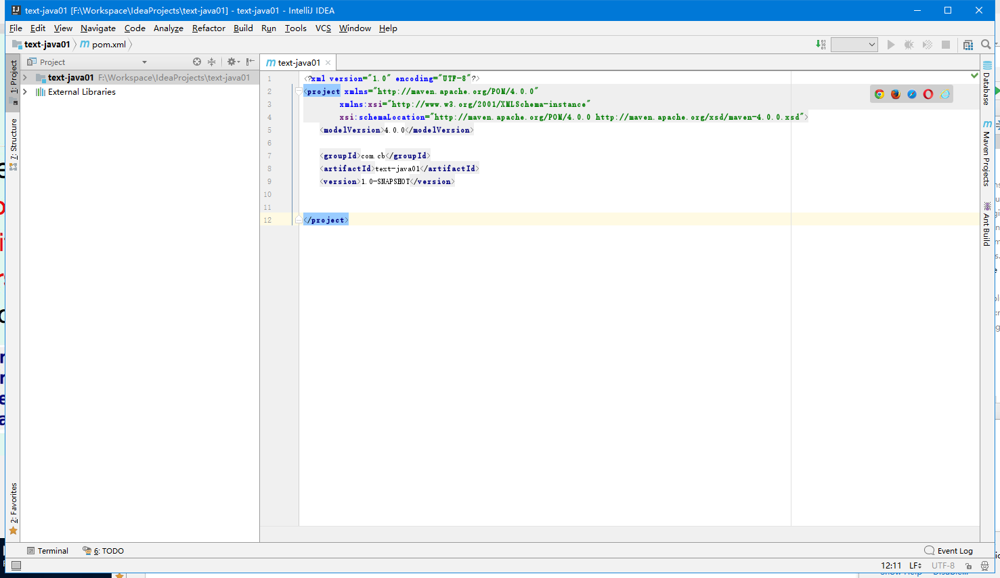 text-java01 [F:\Workspace\IdeaProjects\text-java01] - text-java01 - IntelliJ IDEA
File Edit View Navigate Code Analyze Refactor Build Run Tools VCS Window Help
text-java01 pom.xml
Project
text-java01
1: Project
text-java01 F:\Workspace\IdeaProjects\text-java01
External Libraries
7: Structure
2: Favorites
1 <?xml version="1.0" encoding="UTF-8"?>
2 <project xmlns="http://maven.apache.org/POM/4.0.0"
3 xmlns:xsi="http://www.w3.org/2001/XMLSchema-instance"
4 xsi:schemaLocation="http://maven.apache.org/POM/4.0.0 http://maven.apache.org/xsd/maven-4.0.0.xsd">
5 <modelVersion>4.0.0</modelVersion>
6
7 <groupId>com.cb</groupId>
8 <artifactId>text-java01</artifactId>
9 <version>1.0-SNAPSHOT</version>
10
11
12 </project>
Database
Maven Projects
Ant Build
Terminal 6: TODO Event Log
12:11 LF UTF-8